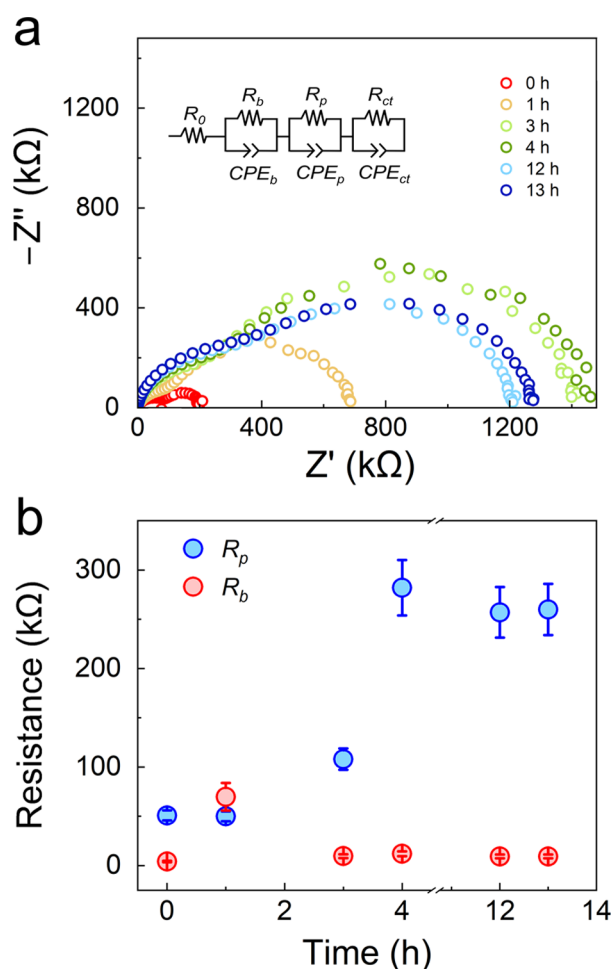 a
−Z'' (kΩ)
1200
800
400
0
R0
Rb
Rp
Rct
CPEb
CPEp
CPEct
0 h
1 h
3 h
4 h
12 h
13 h
0
400
800
1200
Z' (kΩ)
b
Resistance (kΩ)
300
200
100
0
Rp
Rb
0
2
4
12
14
Time (h)